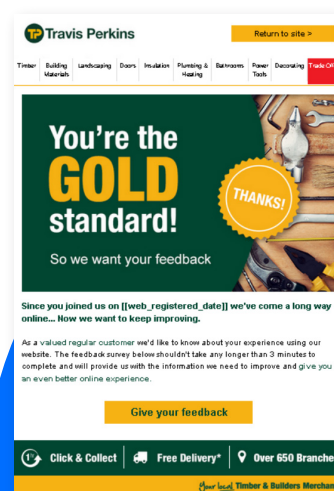 TP Travis Perkins
Return to site >
Timber Building Materials Landscaping Doors Insulation Plumbing & Heating Bathrooms Power Tools Decorating Trade
You're the
GOLD
standard!
THANKS!
So we want your feedback
Since you joined us on [[web_registered_date]] we've come a long way
online... Now we want to keep improving.
As a valued regular customer we'd like to know about your experience using our
website. The feedback survey below shouldn't take any longer than 3 minutes to
complete and will provide us with the information we need to improve and give you
an even better online experience.
Give your feedback
Click & Collect Free Delivery* Over 650 Branche
Your local Timber & Builders Merchan